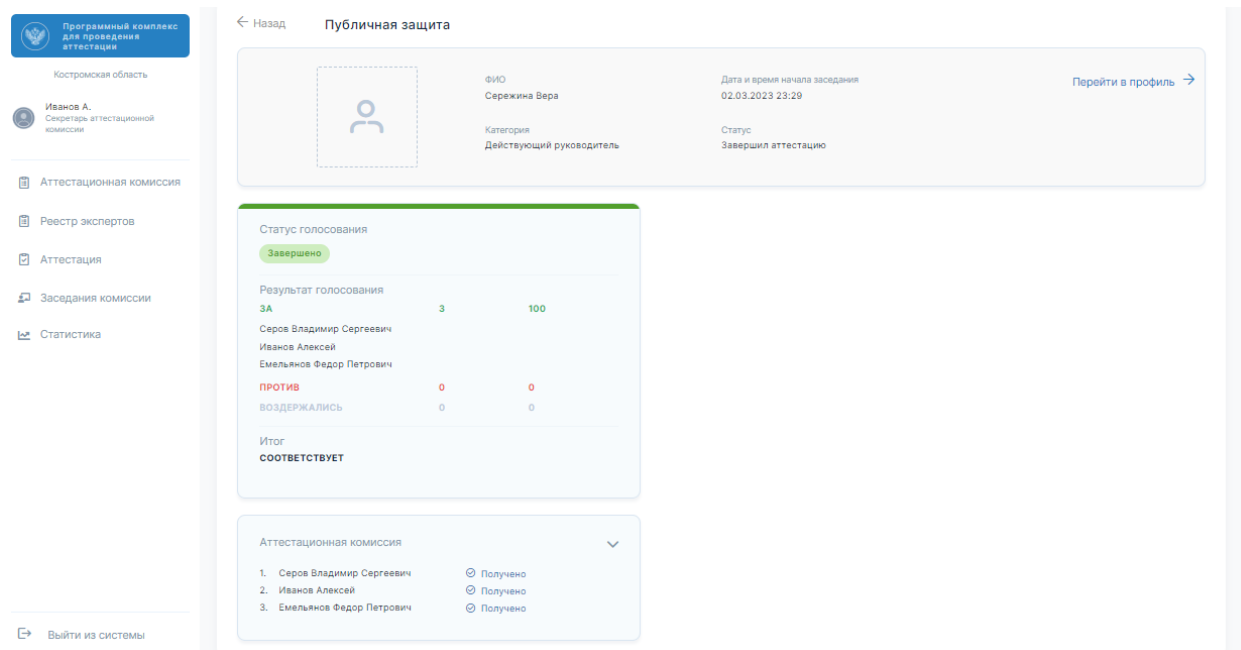 Программный комплекс
для проведения
аттестации
Костромская область
Иванов А.
Секретарь аттестационной
комиссии
Аттестационная комиссия
Реестр экспертов
Аттестация
Заседания комиссии
Статистика
Выйти из системы
Назад
Публичная защита
ФИО
Сережина Вера
Дата и время начала заседания
02.03.2023 23:29
Перейти в профиль
Категория
Действующий руководитель
Статус
Завершил аттестацию
Статус голосования
Завершено
Результат голосования
ЗА 3 100
Серов Владимир Сергеевич
Иванов Алексей
Емельянов Федор Петрович
ПРОТИВ 0 0
ВОЗДЕРЖАЛИСЬ 0 0
Итог
СООТВЕТСТВУЕТ
Аттестационная комиссия
1. Серов Владимир Сергеевич Получено
2. Иванов Алексей Получено
3. Емельянов Федор Петрович Получено